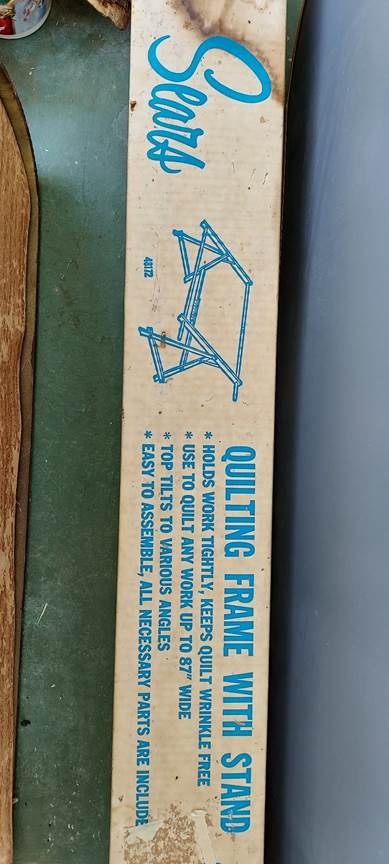 Sears
48172
QUILTING FRAME WITH STAND
* HOLDS WORK TIGHTLY, KEEPS QUILT WRINKLE FREE
* USE TO QUILT ANY WORK UP TO 87" WIDE
* TOP TILTS TO VARIOUS ANGLES
* EASY TO ASSEMBLE, ALL NECESSARY PARTS ARE INCLUDE